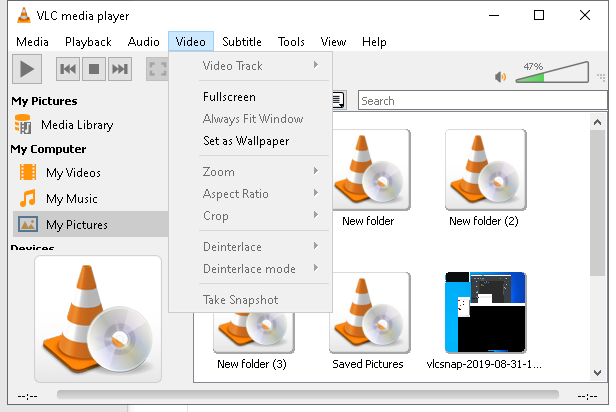 VLC media player
Media Playback Audio Video Subtitle Tools View Help
47%
Search
My Pictures
Media Library
My Computer
My Videos
My Music
My Pictures
Devices
Video Track
Fullscreen
Always Fit Window
Set as Wallpaper
Zoom
Aspect Ratio
Crop
Deinterlace
Deinterlace mode
Take Snapshot
New folder
New folder (2)
New folder (3)
Saved Pictures
vlcsnap-2019-08-31-1...
--:--
--:--